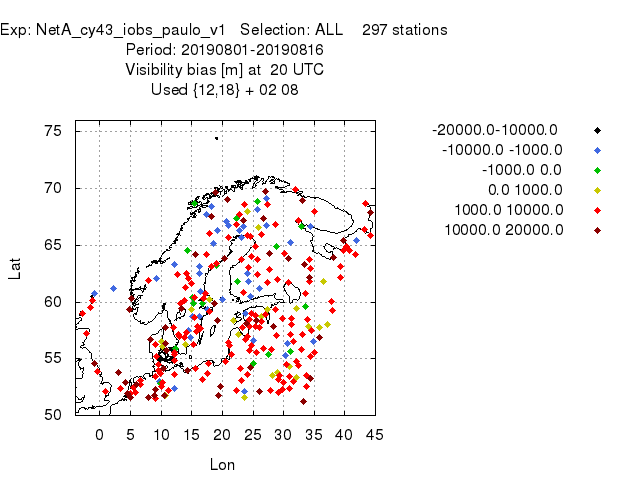 Exp: NetA_cy43_iobs_paulo_v1   Selection: ALL    297 stations
Period: 20190801-20190816
Visibility bias [m] at  20 UTC
Used {12,18} + 02 08
-20000.0-10000.0
-10000.0 -1000.0
-1000.0 0.0
0.0 1000.0
1000.0 10000.0
10000.0 20000.0
75
70
65
60
55
50
Lat
0 5 10 15 20 25 30 35 40 45
Lon